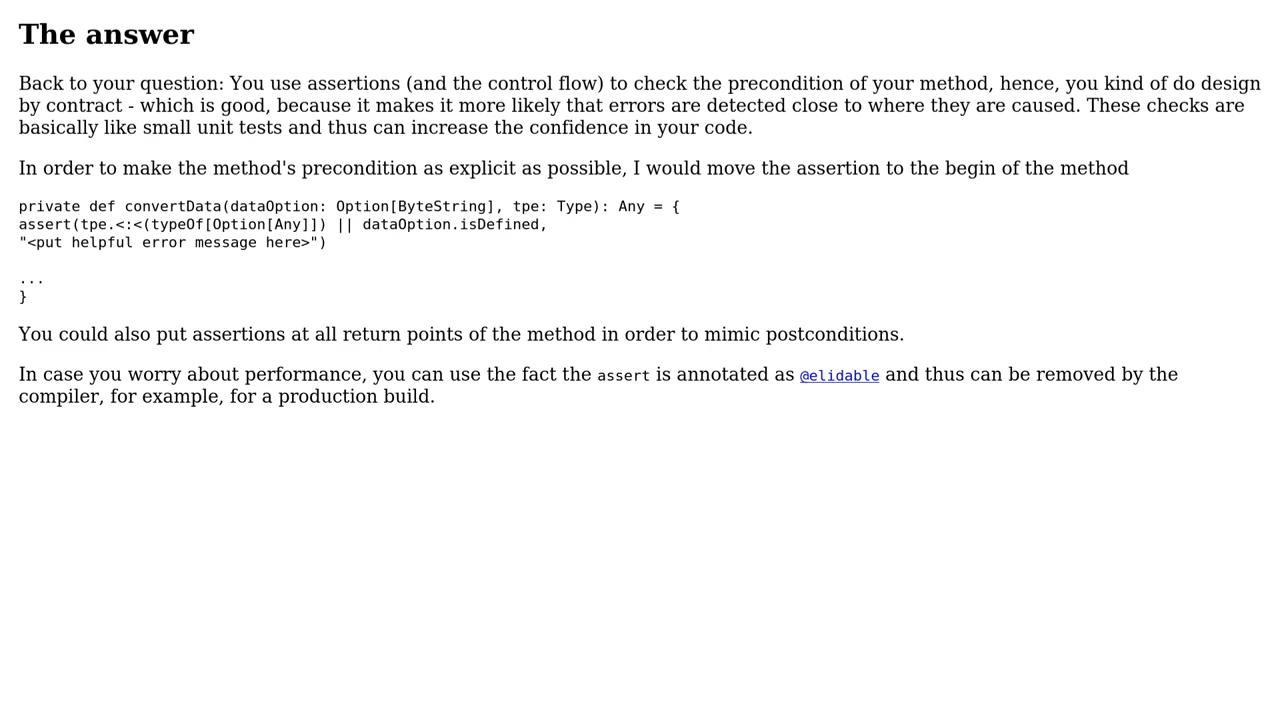 The answer
Back to your question: You use assertions (and the control flow) to check the precondition of your method, hence, you kind of do design
by contract - which is good, because it makes it more likely that errors are detected close to where they are caused. These checks are
basically like small unit tests and thus can increase the confidence in your code.
In order to make the method's precondition as explicit as possible, I would move the assertion to the begin of the method
private def convertData(dataOption: Option[ByteString], tpe: Type): Any = {
assert(tpe.<:<(typeOf[Option[Any]]) || dataOption.isDefined,
"<put helpful error message here>")
...
}
You could also put assertions at all return points of the method in order to mimic postconditions.
In case you worry about performance, you can use the fact the assert is annotated as @elidable and thus can be removed by the
compiler, for example, for a production build.